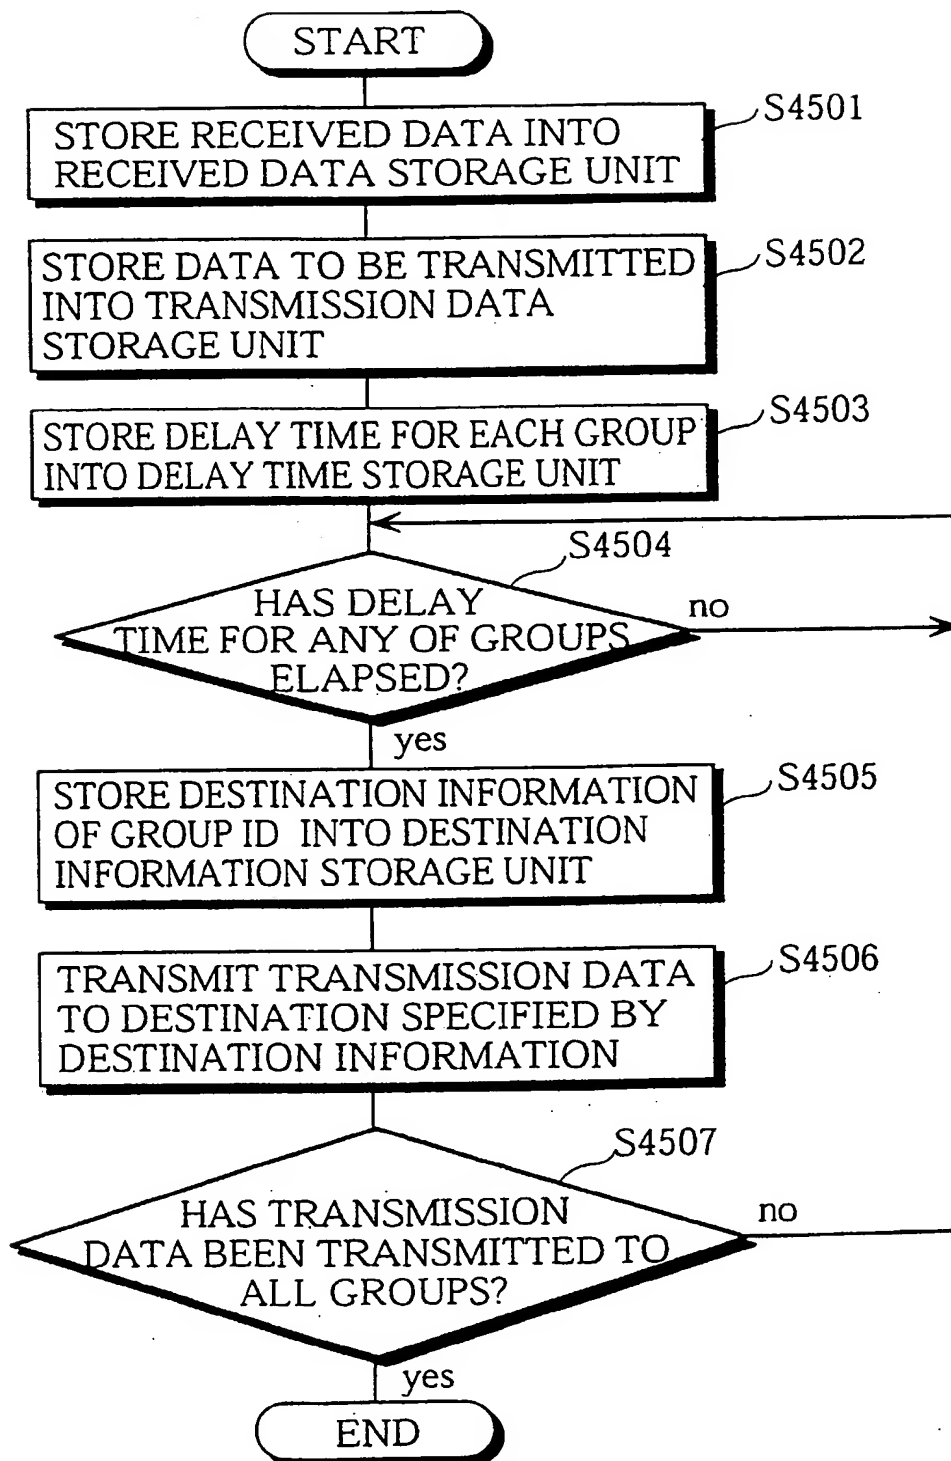 START
S4501
STORE RECEIVED DATA INTO
RECEIVED DATA STORAGE UNIT
S4502
STORE DATA TO BE TRANSMITTED
INTO TRANSMISSION DATA
STORAGE UNIT
S4503
STORE DELAY TIME FOR EACH GROUP
INTO DELAY TIME STORAGE UNIT
S4504
HAS DELAY
TIME FOR ANY OF GROUPS
ELAPSED?
no
yes
S4505
STORE DESTINATION INFORMATION
OF GROUP ID INTO DESTINATION
INFORMATION STORAGE UNIT
S4506
TRANSMIT TRANSMISSION DATA
TO DESTINATION SPECIFIED BY
DESTINATION INFORMATION
S4507
HAS TRANSMISSION
DATA BEEN TRANSMITTED TO
ALL GROUPS?
no
yes
END